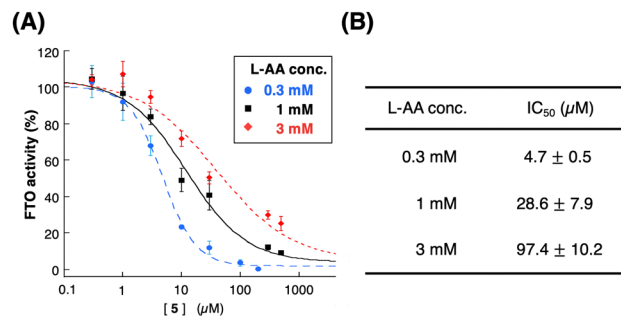 (A)
(B)
L-AA conc.
0.3 mM
1 mM
3 mM
FTO activity (%)
120
100
80
60
40
20
0
0.1
1
10
100
1000
[ 5 ] (μM)
L-AA conc. IC50 (μM)
0.3 mM 4.7 ± 0.5
1 mM 28.6 ± 7.9
3 mM 97.4 ± 10.2